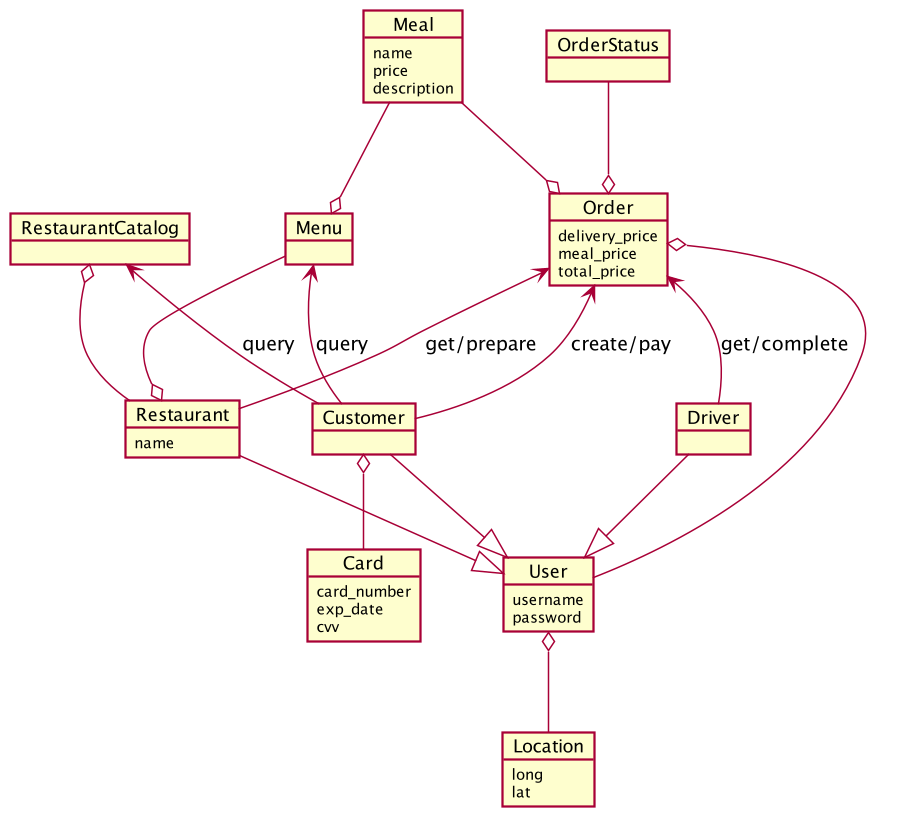 Meal
name
price
description
OrderStatus
RestaurantCatalog
Menu
Order
delivery_price
meal_price
total_price
query
query
get/prepare
create/pay
get/complete
Restaurant
name
Customer
Driver
Card
card_number
exp_date
cvv
User
username
password
Location
long
lat